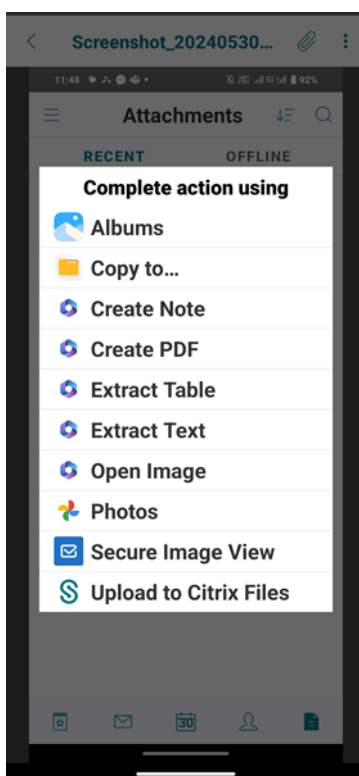 Screenshot_20240530...
11:48
92%
Attachments
RECENT
OFFLINE
Complete action using
Albums
Copy to...
Create Note
Create PDF
Extract Table
Extract Text
Open Image
Photos
Secure Image View
Upload to Citrix Files
30